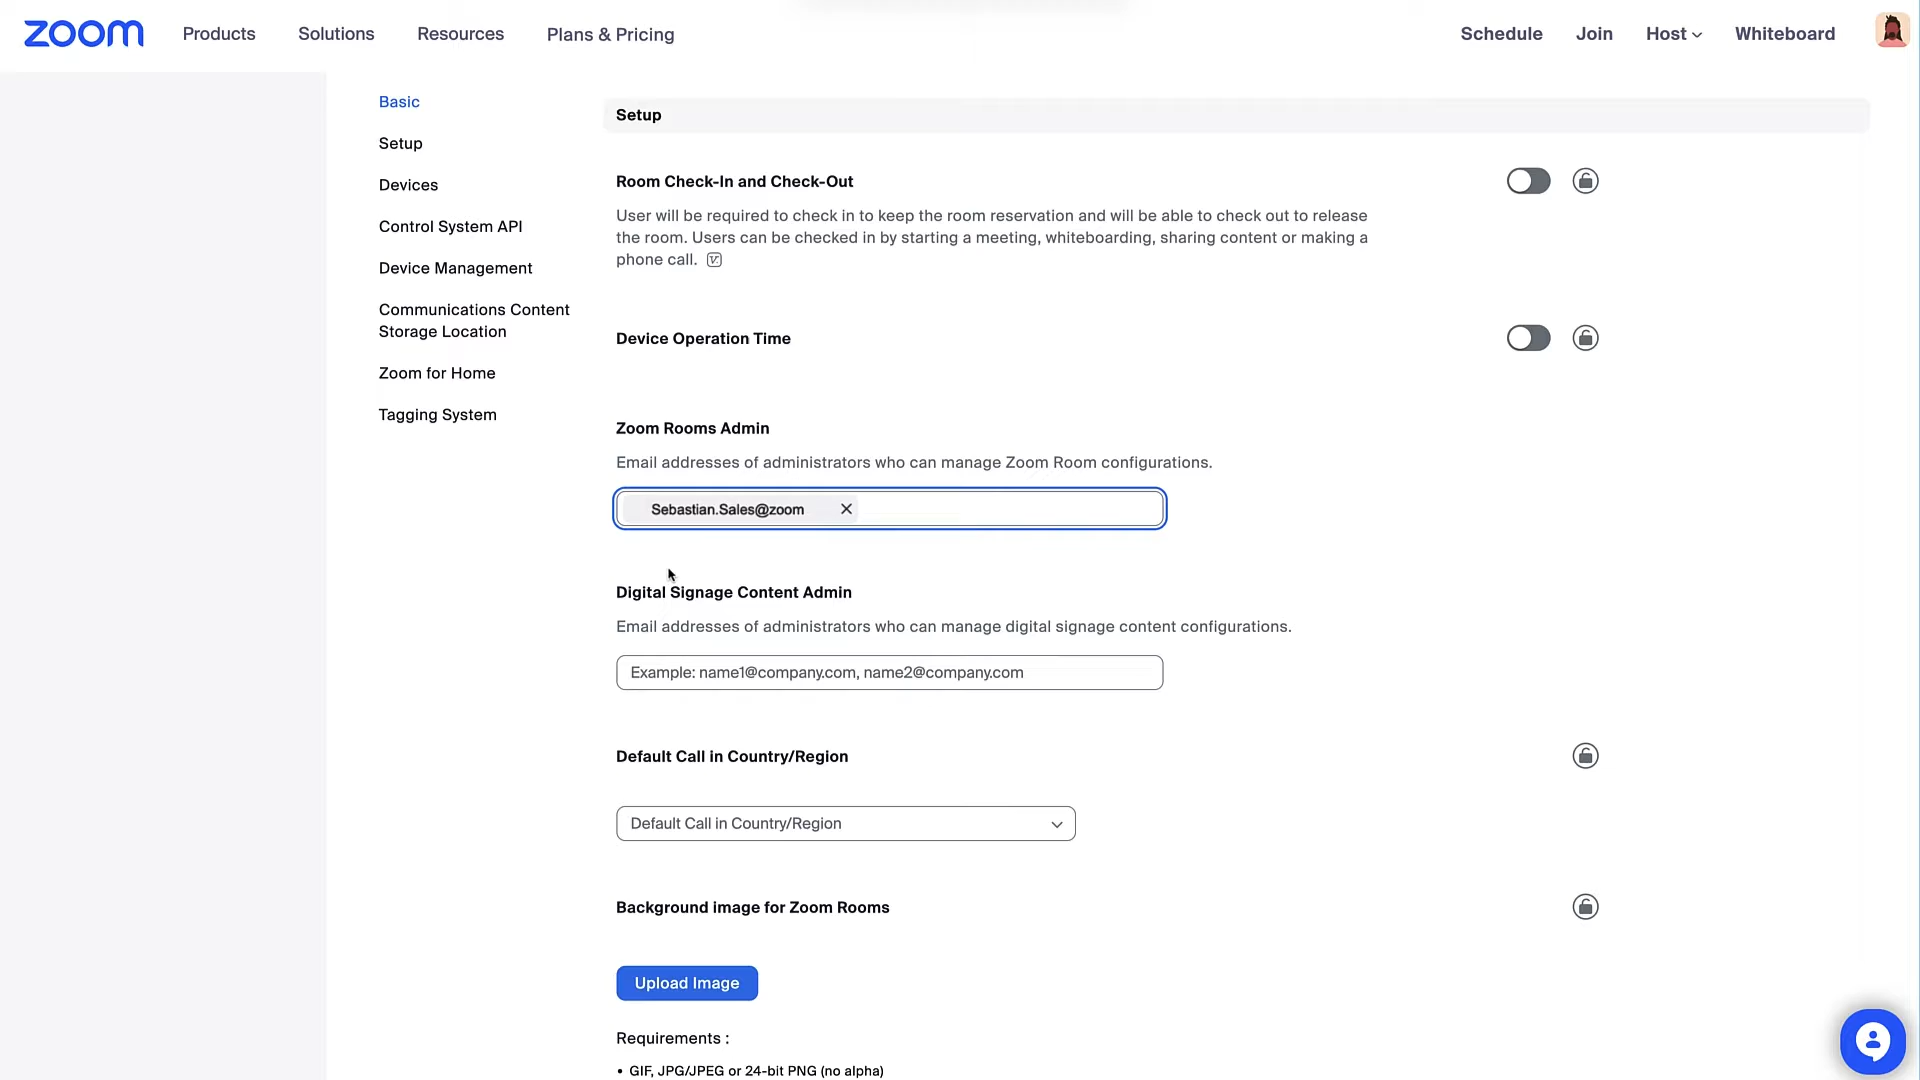 zoom
Products
Solutions
Resources
Plans & Pricing
Schedule
Join
Host
Whiteboard
Basic
Setup
Devices
Control System API
Device Management
Communications Content
Storage Location
Zoom for Home
Tagging System
Setup
Room Check-In and Check-Out
User will be required to check in to keep the room reservation and will be able to check out to release
the room. Users can be checked in by starting a meeting, whiteboarding, sharing content or making a
phone call.
Device Operation Time
Zoom Rooms Admin
Email addresses of administrators who can manage Zoom Room configurations.
Sebastian.Sales@zoom
Digital Signage Content Admin
Email addresses of administrators who can manage digital signage content configurations.
Example: name1@company.com, name2@company.com
Default Call in Country/Region
Default Call in Country/Region
Background image for Zoom Rooms
Upload Image
Requirements :
• GIF, JPG/JPEG or 24-bit PNG (no alpha)